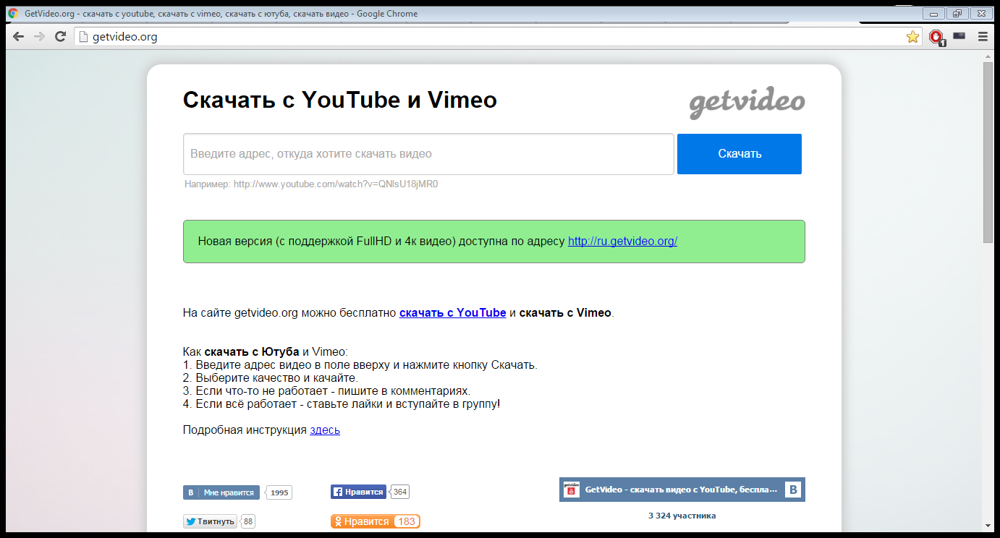 GetVideo.org - скачать с youtube, скачать с vimeo, скачать с ютуба, скачать видео - Google Chrome
getvideo.org
1
Скачать с YouTube и Vimeo
getvideo
Введите адрес, откуда хотите скачать видео
Скачать
Например: http://www.youtube.com/watch?v=QNlsU18jMR0
Новая версия (с поддержкой FullHD и 4к видео) доступна по адресу http://ru.getvideo.org/
На сайте getvideo.org можно бесплатно скачать с YouTube и скачать с Vimeo.
Как скачать с Ютуба и Vimeo:
1. Введите адрес видео в поле вверху и нажмите кнопку Скачать.
2. Выберите качество и качайте.
3. Если что-то не работает - пишите в комментариях.
4. Если всё работает - ставьте лайки и вступайте в группу!
Подробная инструкция здесь
В Мне нравится 1995
Нравится 364
getvideo GetVideo - скачать видео с YouTube, беспла... В
Твитнуть 88
Нравится 183
3 324 участника